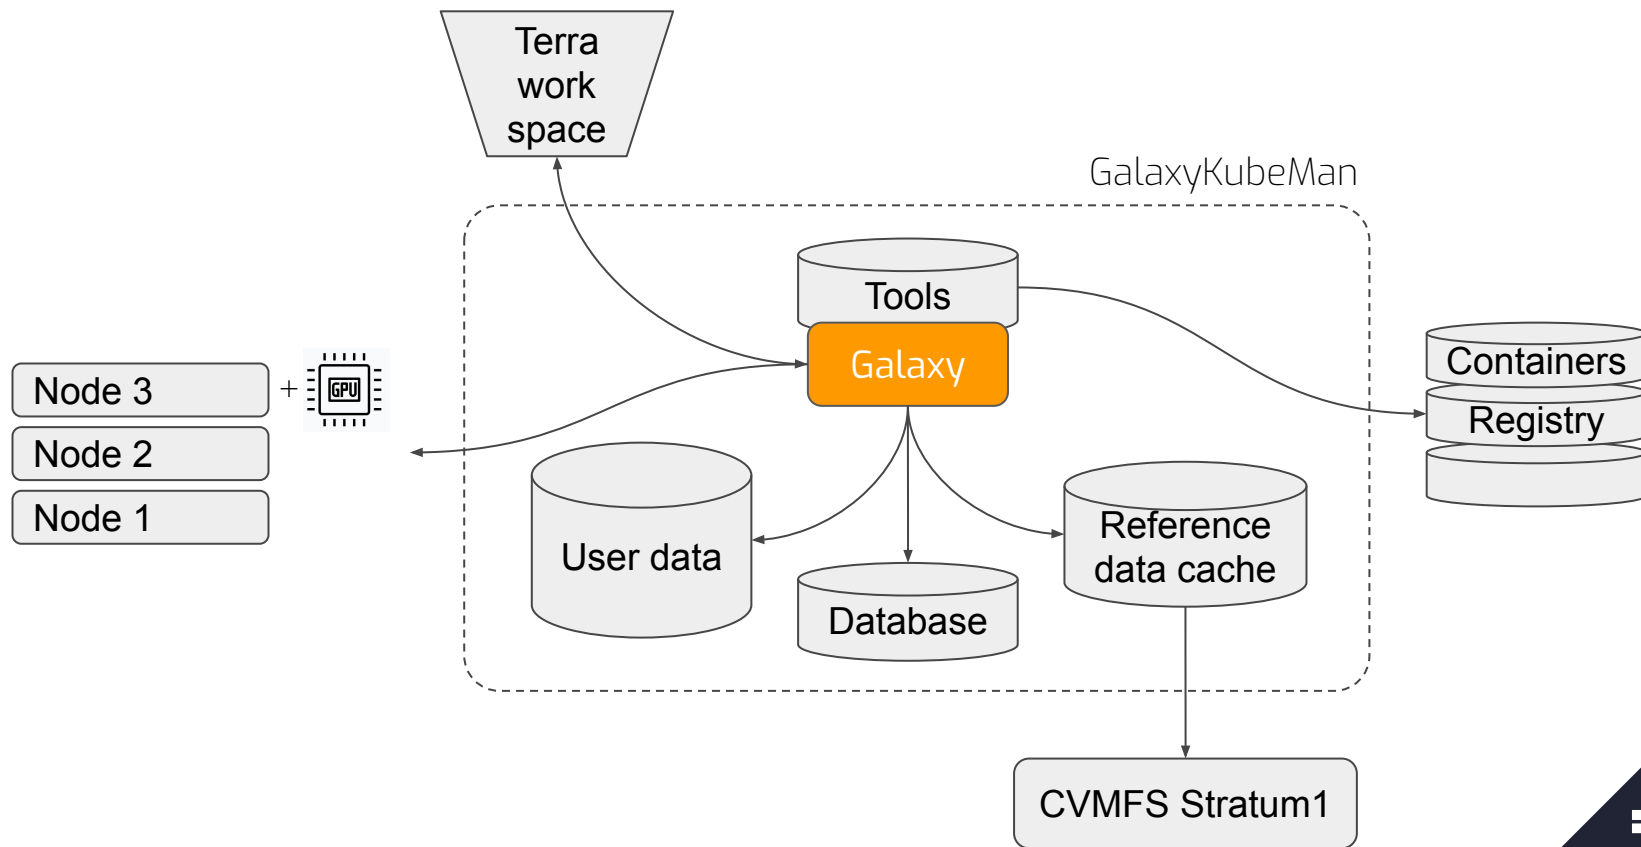 Terra
work
space
GalaxyKubeMan
Tools
Galaxy
Node 3
+
GPU
Node 2
Node 1
Containers
Registry
User data
Database
Reference
data cache
CVMFS Stratum1